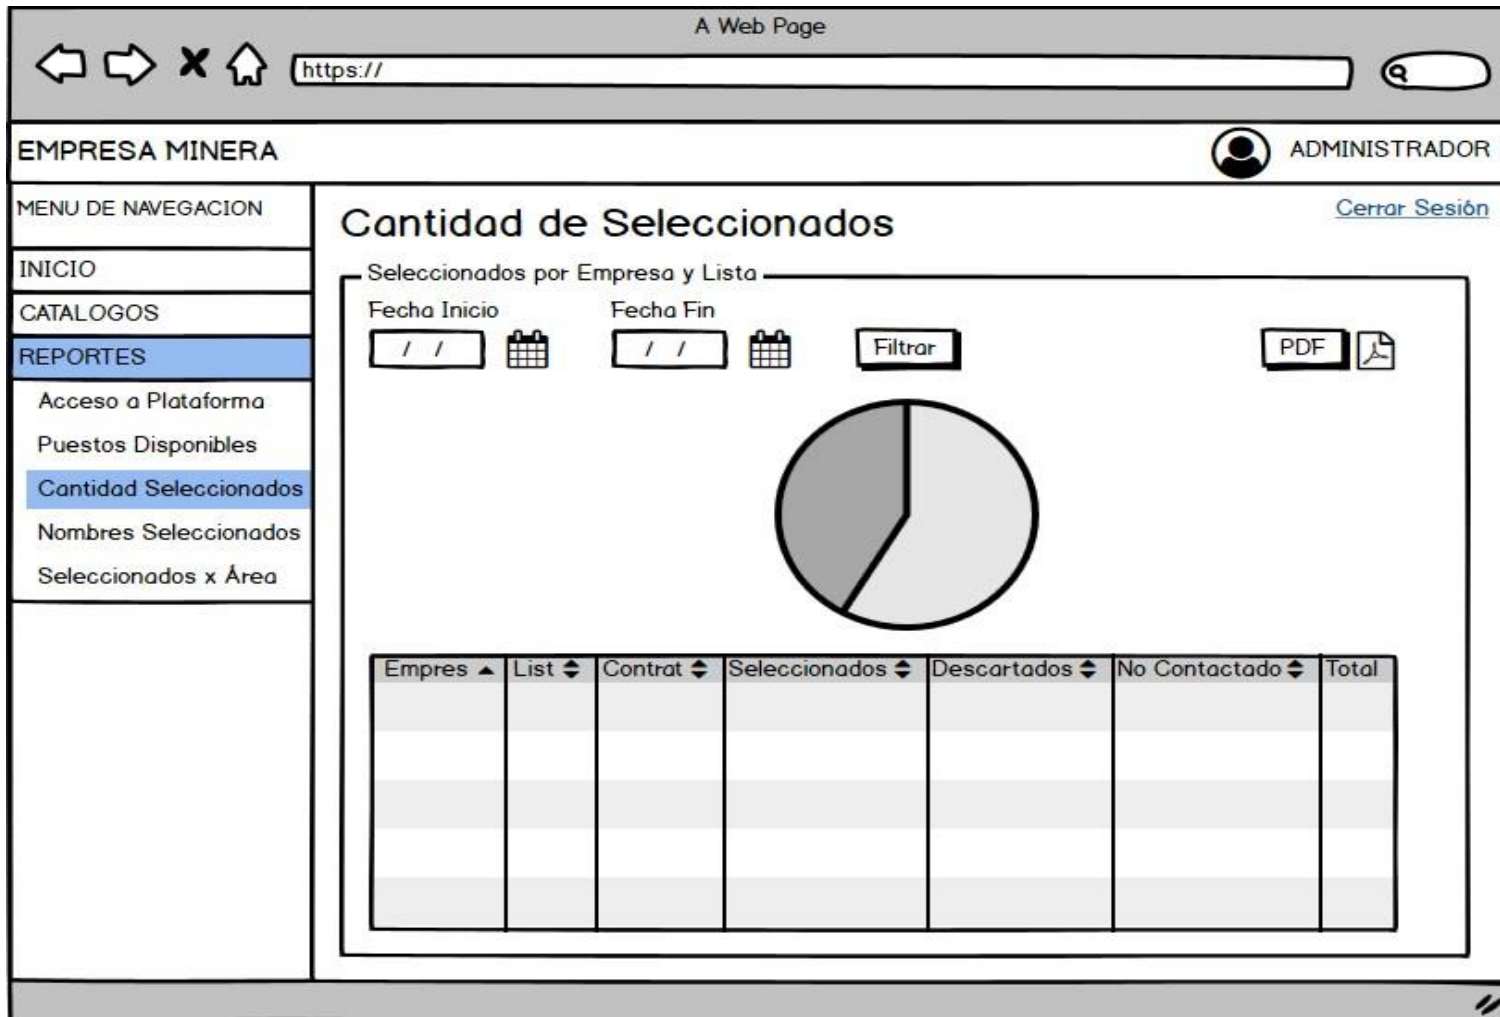 A Web Page
https://
EMPRESA MINERA
ADMINISTRADOR
MENU DE NAVEGACION
INICIO
CATALOGOS
REPORTES
Acceso a Plataforma
Puestos Disponibles
Cantidad Seleccionados
Nombres Seleccionados
Seleccionados x Área
Cerrar Sesión
Cantidad de Seleccionados
Seleccionados por Empresa y Lista
Fecha Inicio Fecha Fin
/ / / / Filtrar PDF
Empres List Contrat Seleccionados Descartados No Contactado Total